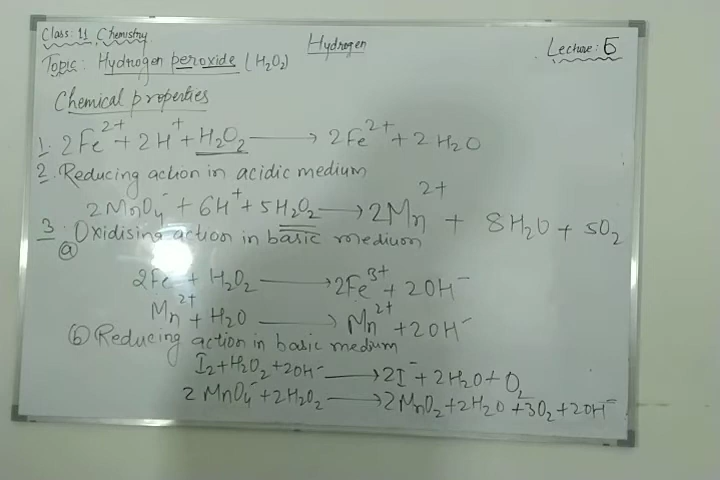 Class: 11 Chemistry
Hydrogen
Lecture: 5
Topic: Hydrogen peroxide (H₂O₂)
Chemical properties
1. 2Fe²⁺ + 2H⁺ + H₂O₂ ⟶ 2Fe²⁺ + 2H₂O
2. Reducing action in acidic medium
2MnO₄⁻ + 6H⁺ + 5H₂O₂ ⟶ 2Mn²⁺ + 8H₂O + 5O₂
3. (a) Oxidising action in basic medium
2Fe + H₂O₂ ⟶ 2Fe³⁺ + 2OH⁻
Mn²⁺ + H₂O ⟶ Mn²⁺ + 2OH⁻
(b) Reducing action in basic medium
I₂ + H₂O₂ + 2OH⁻ ⟶ 2I⁻ + 2H₂O + O₂
2MnO₄⁻ + 2H₂O₂ ⟶ 2MnO₂ + 2H₂O + 3O₂ + 2OH⁻